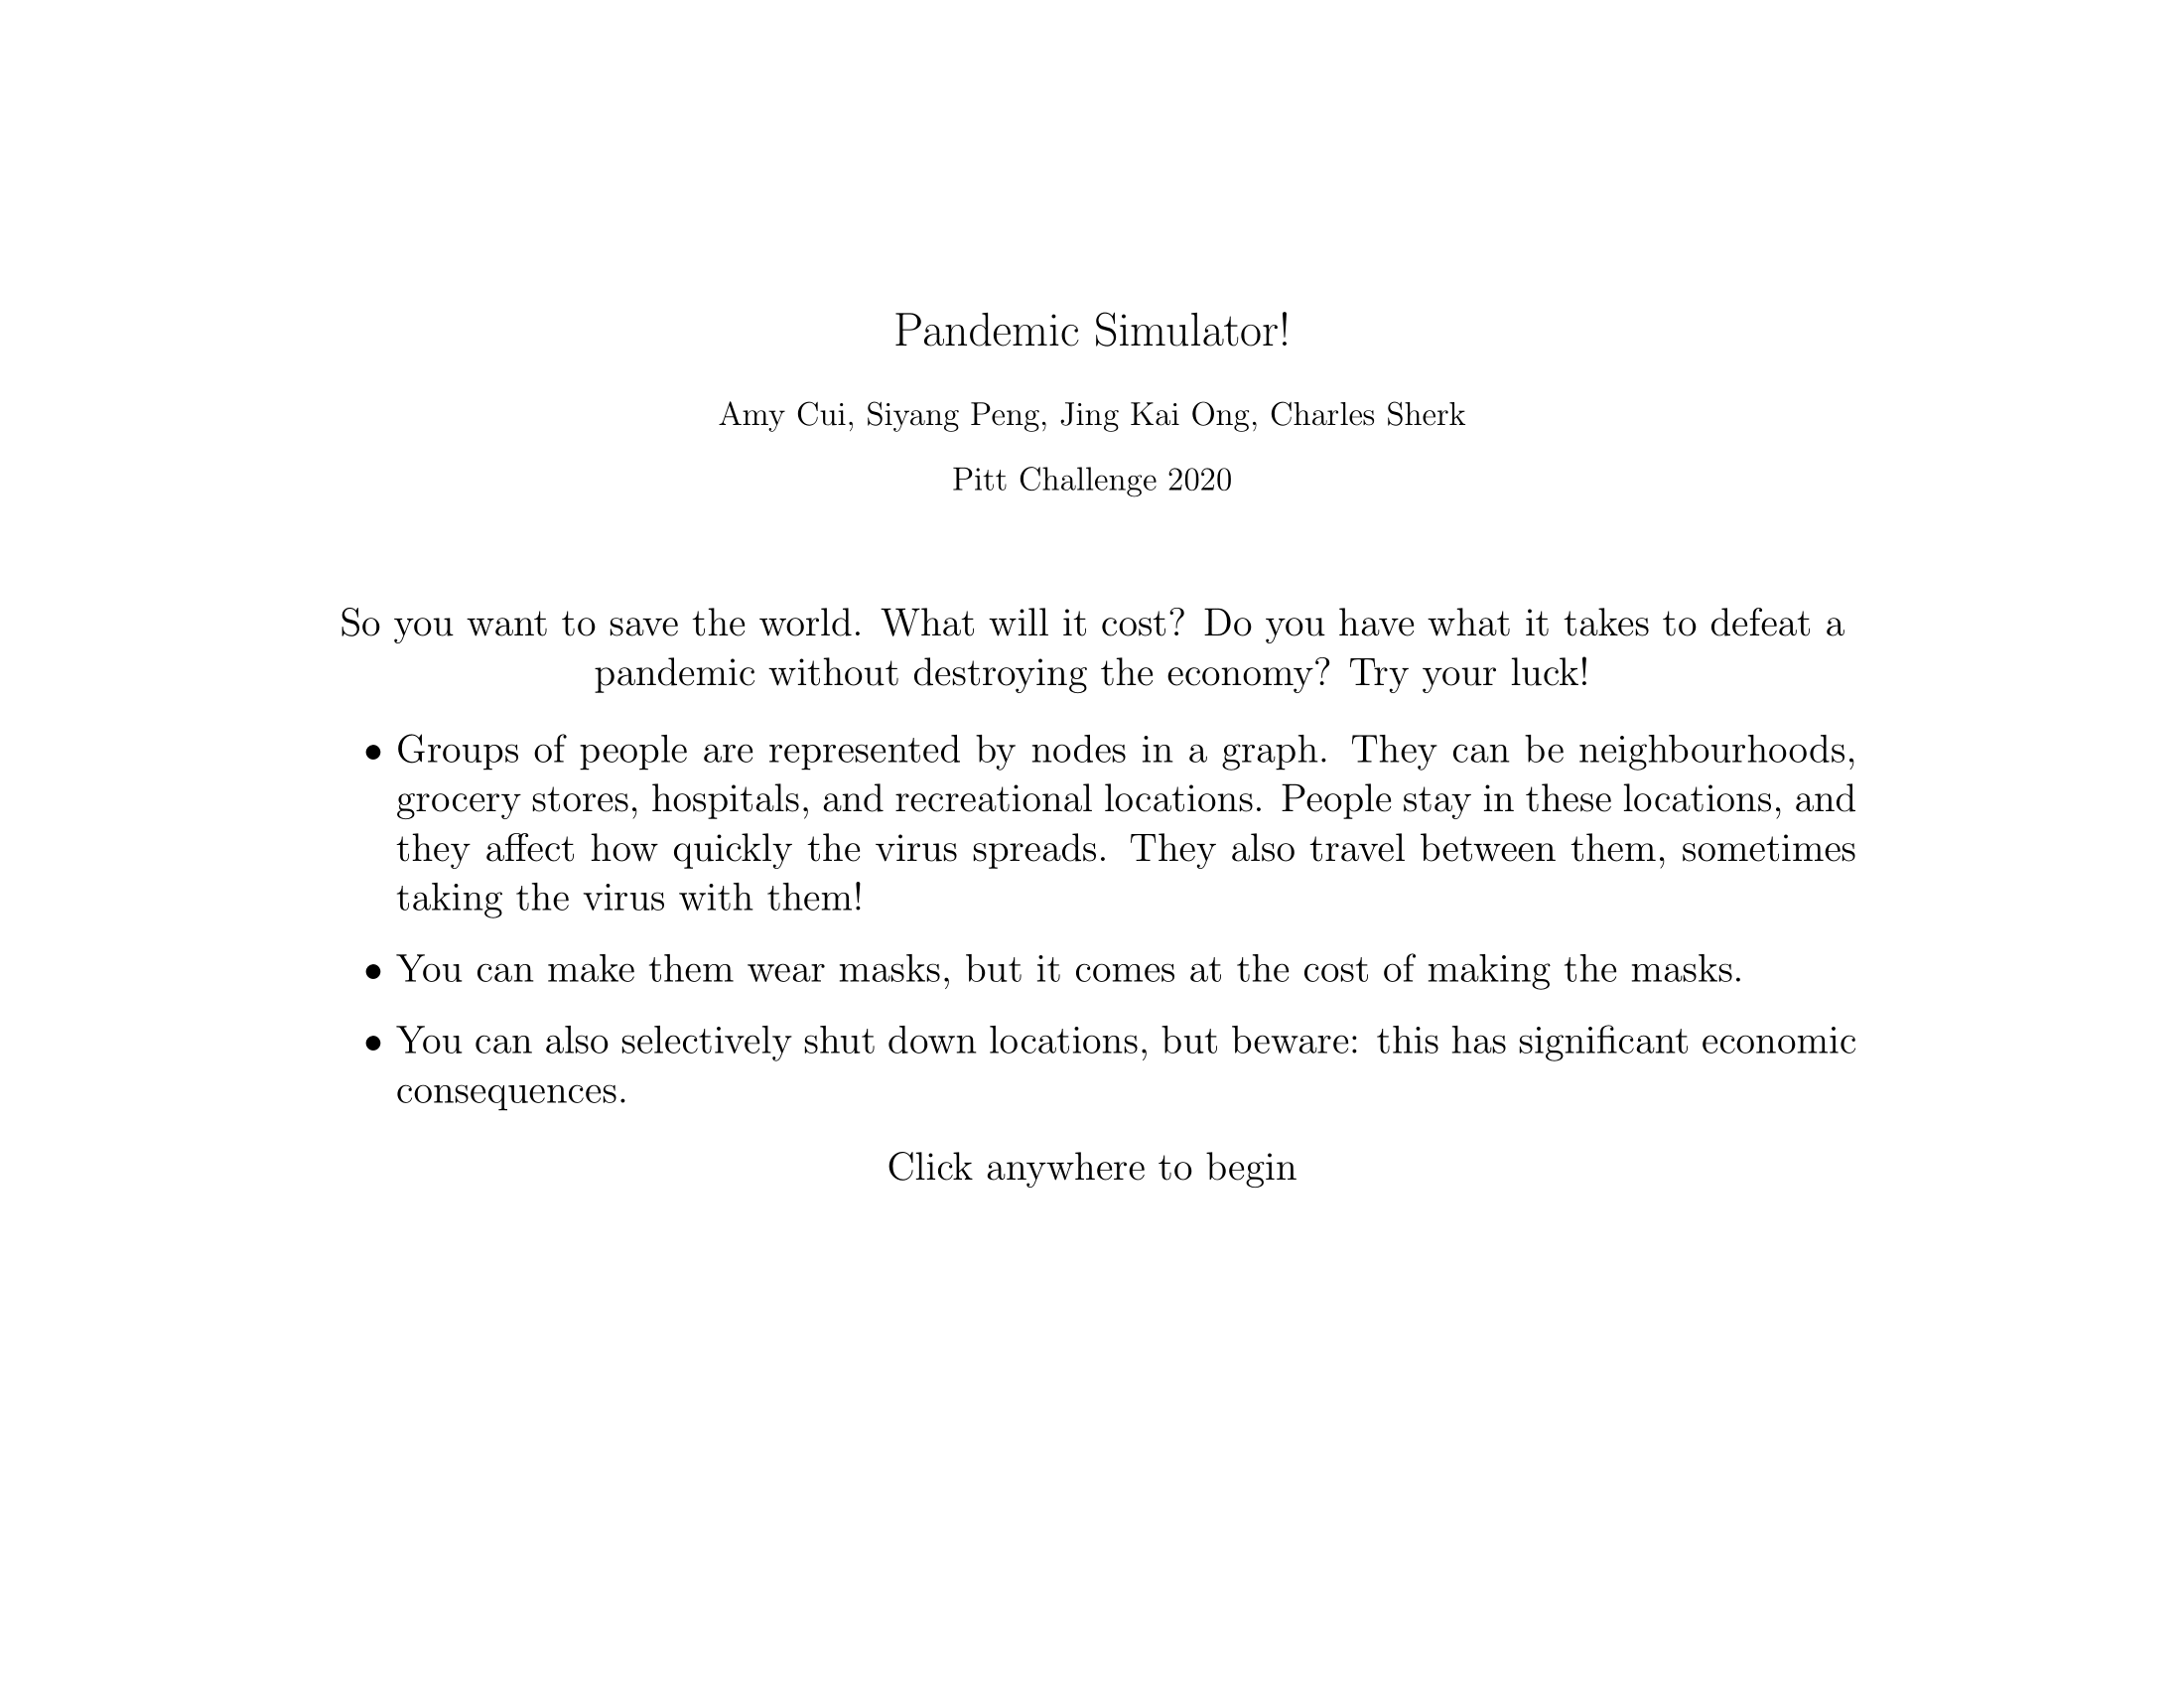 Pandemic Simulator!
Amy Cui, Siyang Peng, Jing Kai Ong, Charles Sherk
Pitt Challenge 2020
So you want to save the world. What will it cost? Do you have what it takes to defeat a
pandemic without destroying the economy? Try your luck!
• Groups of people are represented by nodes in a graph. They can be neighbourhoods,
grocery stores, hospitals, and recreational locations. People stay in these locations, and
they affect how quickly the virus spreads. They also travel between them, sometimes
taking the virus with them!
• You can make them wear masks, but it comes at the cost of making the masks.
• You can also selectively shut down locations, but beware: this has significant economic
consequences.
Click anywhere to begin